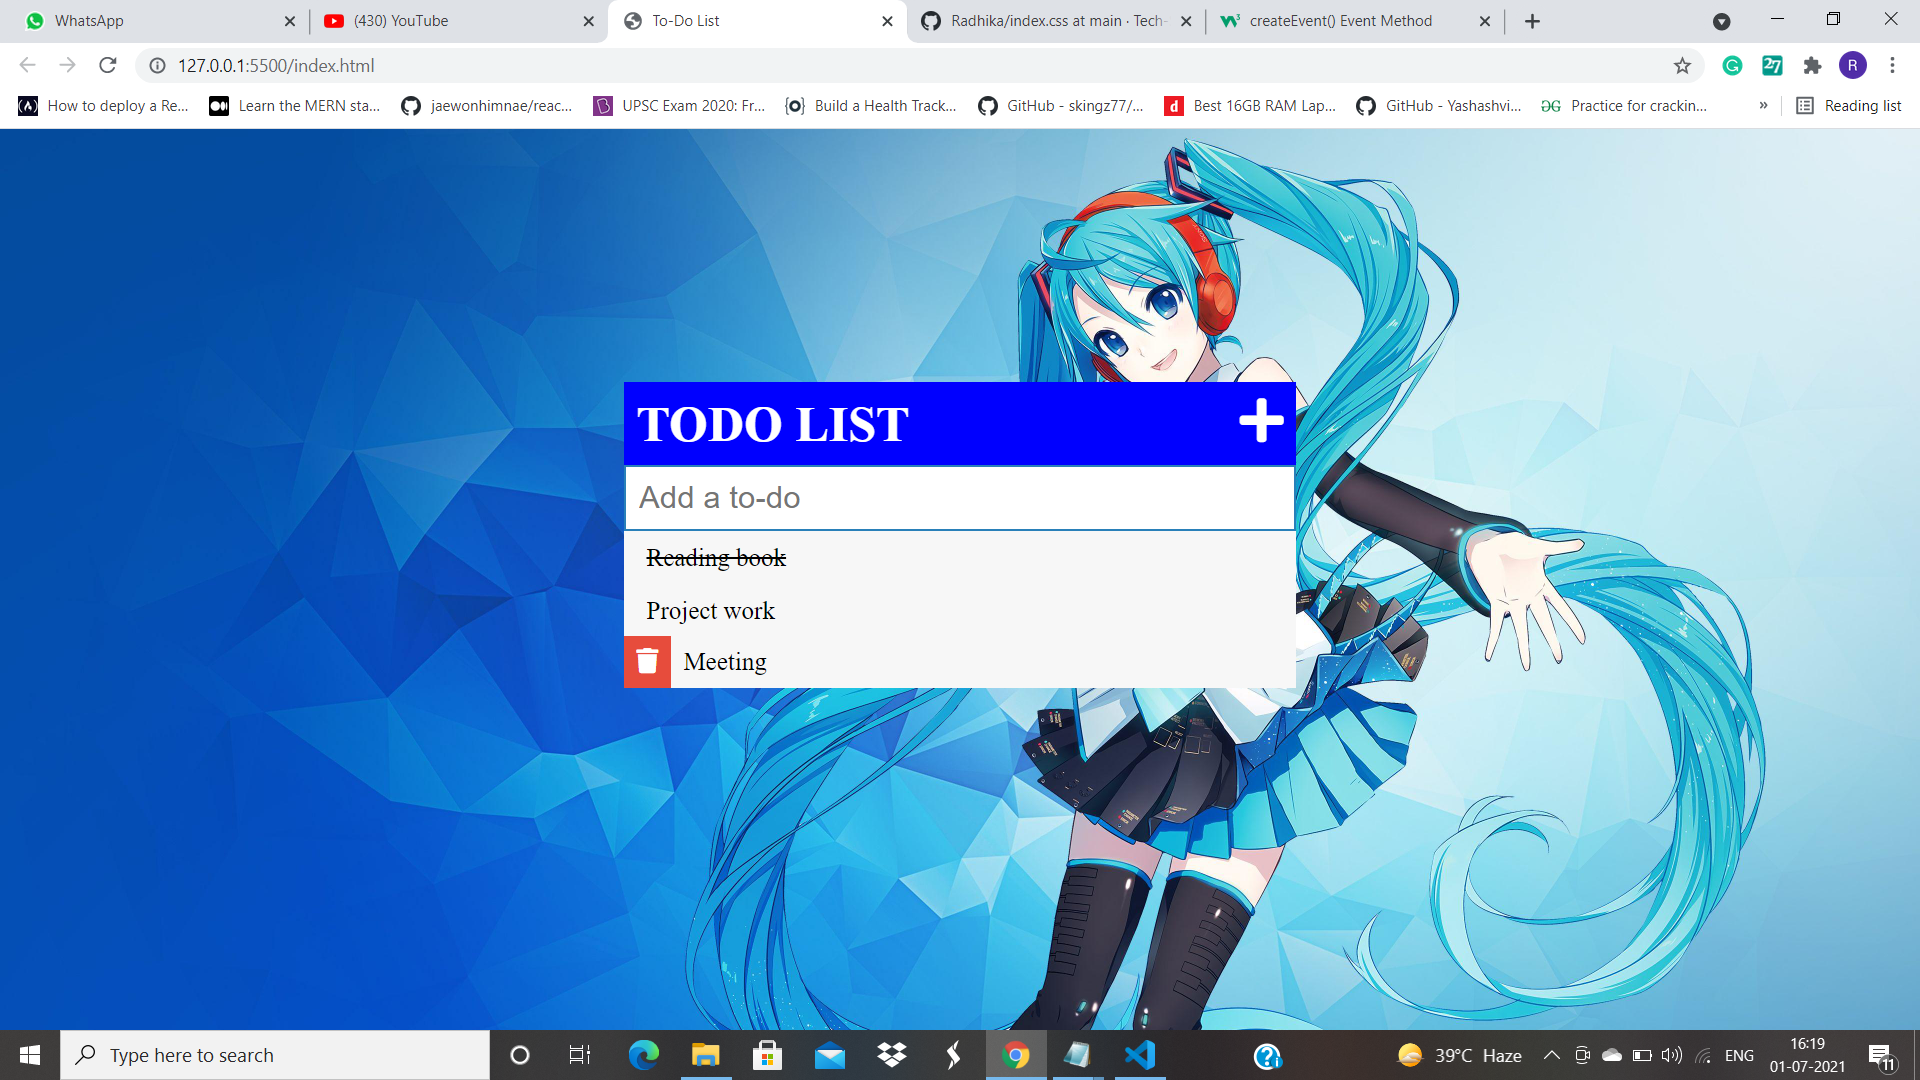 WhatsApp
(430) YouTube
To-Do List
Radhika/index.css at main · Tech-
createEvent() Event Method
127.0.0.1:5500/index.html
R
How to deploy a Re...
Learn the MERN sta...
jaewonhimnae/reac...
UPSC Exam 2020: Fr...
Build a Health Track...
GitHub - skingz77/...
Best 16GB RAM Lap...
GitHub - Yashashvi...
Practice for crackin...
»
Reading list
TODO LIST
Add a to-do
Reading book
Project work
Meeting
Type here to search
39°C Haze
ENG
16:19
01-07-2021
11